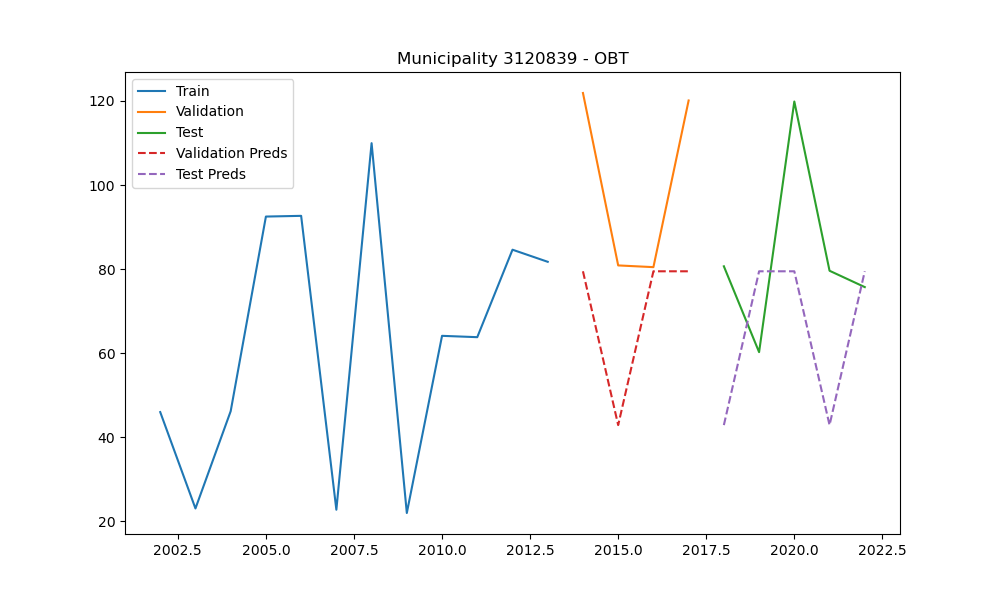 Municipality 3120839 - OBT
Train
Validation
Test
Validation Preds
Test Preds
120
100
80
60
40
20
2002.5 2005.0 2007.5 2010.0 2012.5 2015.0 2017.5 2020.0 2022.5